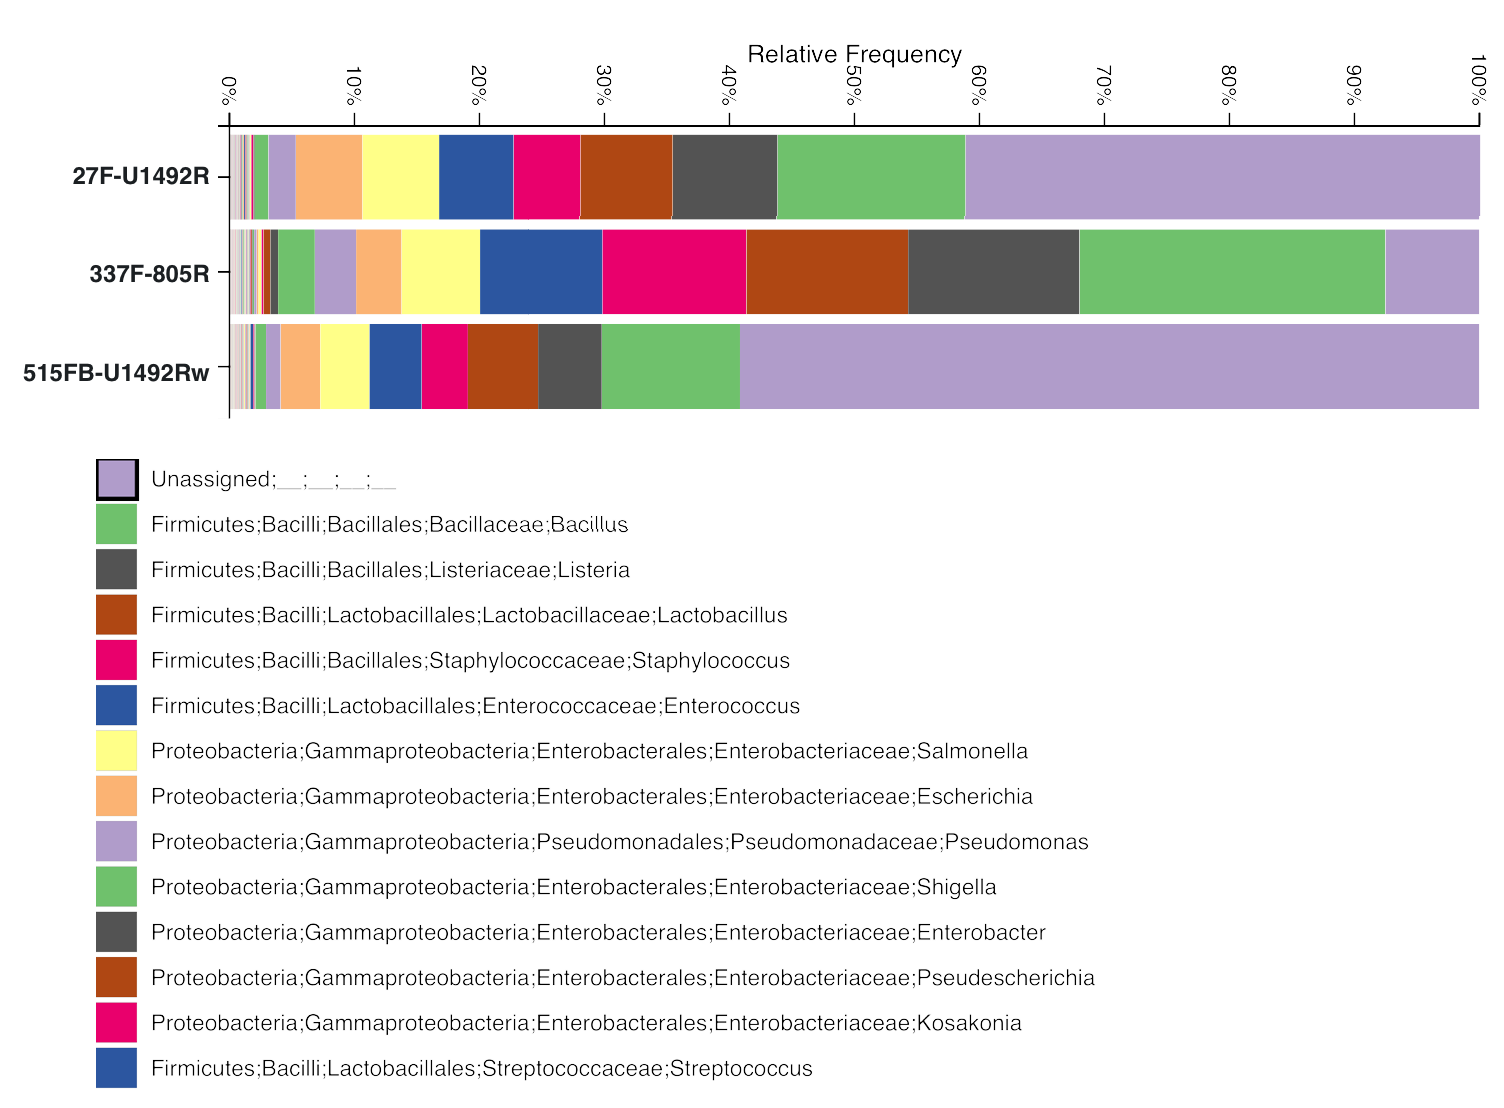 Relative Frequency
0% 10% 20% 30% 40% 50% 60% 70% 80% 90% 100%
27F-U1492R
337F-805R
515FB-U1492Rw
Unassigned;__;__;__;__
Firmicutes;Bacilli;Bacillales;Bacillaceae;Bacillus
Firmicutes;Bacilli;Bacillales;Listeriaceae;Listeria
Firmicutes;Bacilli;Lactobacillales;Lactobacillaceae;Lactobacillus
Firmicutes;Bacilli;Bacillales;Staphylococcaceae;Staphylococcus
Firmicutes;Bacilli;Lactobacillales;Enterococcaceae;Enterococcus
Proteobacteria;Gammaproteobacteria;Enterobacterales;Enterobacteriaceae;Salmonella
Proteobacteria;Gammaproteobacteria;Enterobacterales;Enterobacteriaceae;Escherichia
Proteobacteria;Gammaproteobacteria;Pseudomonadales;Pseudomonadaceae;Pseudomonas
Proteobacteria;Gammaproteobacteria;Enterobacterales;Enterobacteriaceae;Shigella
Proteobacteria;Gammaproteobacteria;Enterobacterales;Enterobacteriaceae;Enterobacter
Proteobacteria;Gammaproteobacteria;Enterobacterales;Enterobacteriaceae;Pseudescherichia
Proteobacteria;Gammaproteobacteria;Enterobacterales;Enterobacteriaceae;Kosakonia
Firmicutes;Bacilli;Lactobacillales;Streptococcaceae;Streptococcus